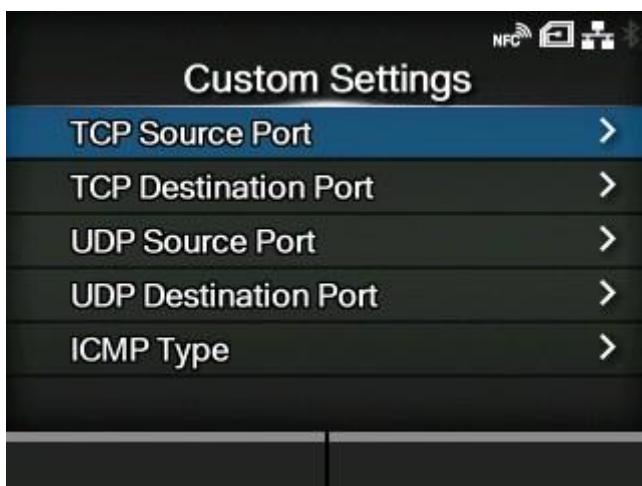 NFC
Custom Settings
TCP Source Port
TCP Destination Port
UDP Source Port
UDP Destination Port
ICMP Type